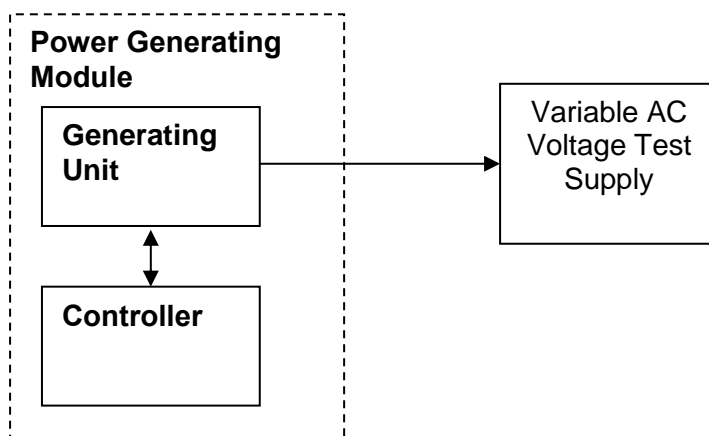 Power Generating
Module
Generating
Unit
Controller
Variable AC
Voltage Test
Supply